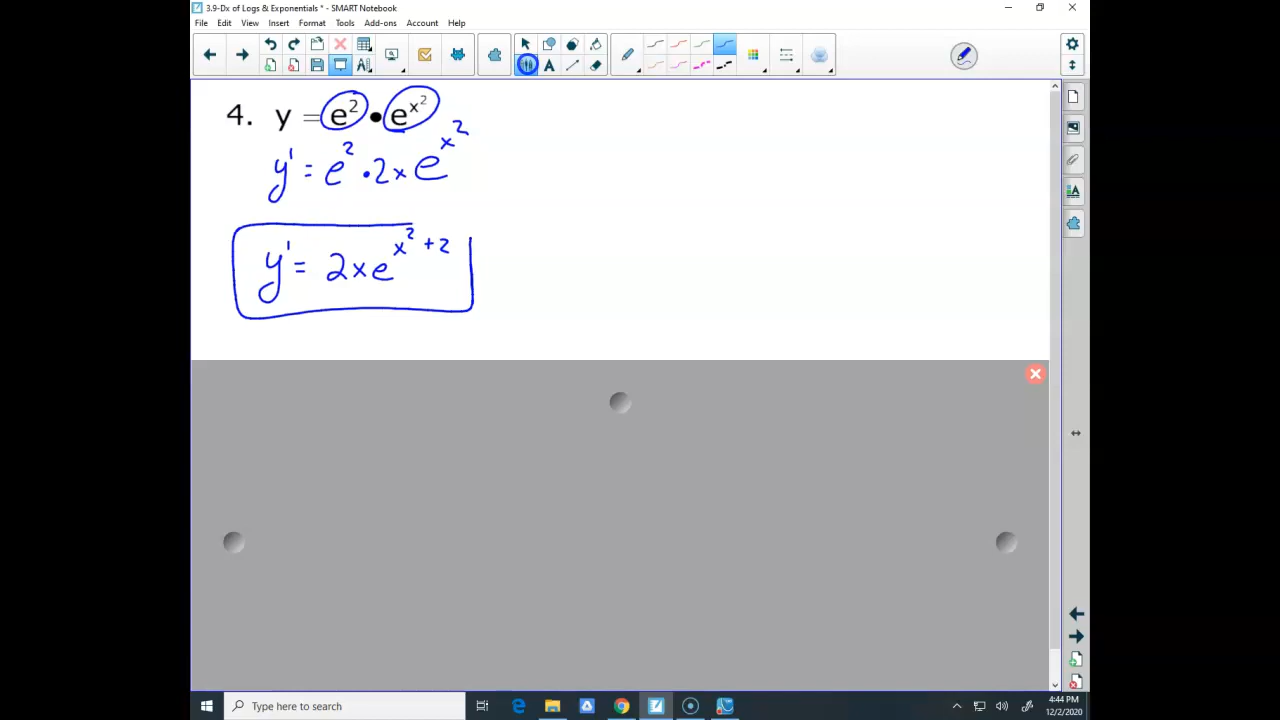 3.9-Dx of Logs & Exponentials * - SMART Notebook
File Edit View Insert Format Tools Add-ons Account Help
4. y = e² • e^{x²}
y' = e² · 2x e^{x²}
y' = 2xe^{x² + 2}
Type here to search
4:44 PM
12/2/2020